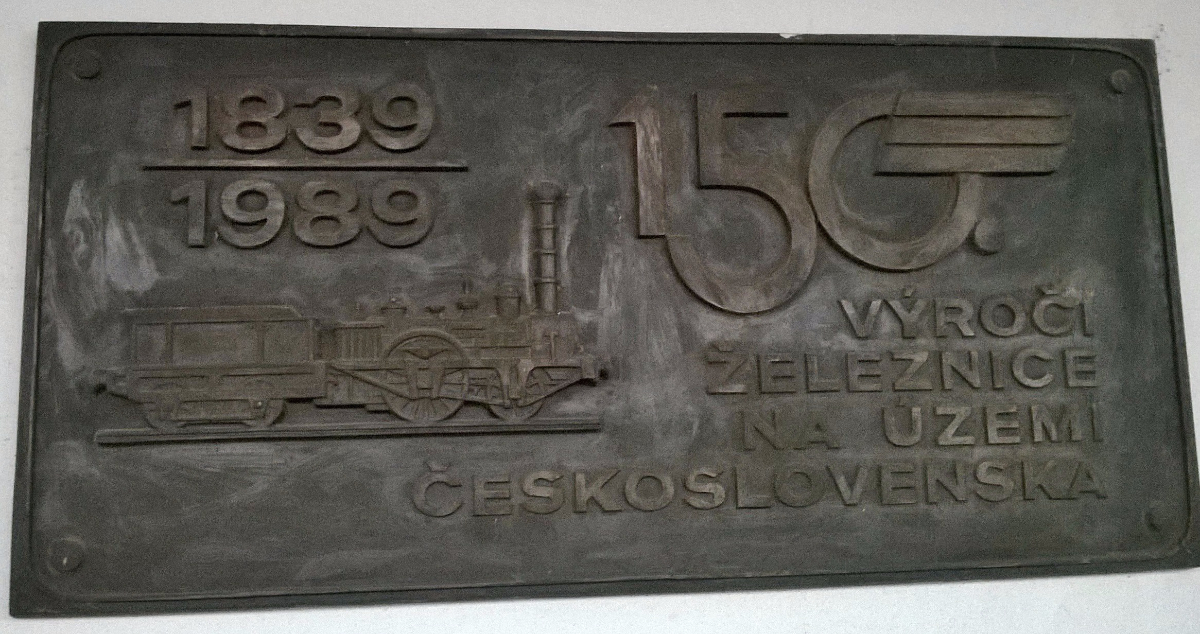 1839
1989
150.
VÝROČÍ
ŽELEZNICE
NA ÚZEMÍ
ČESKOSLOVENSKA